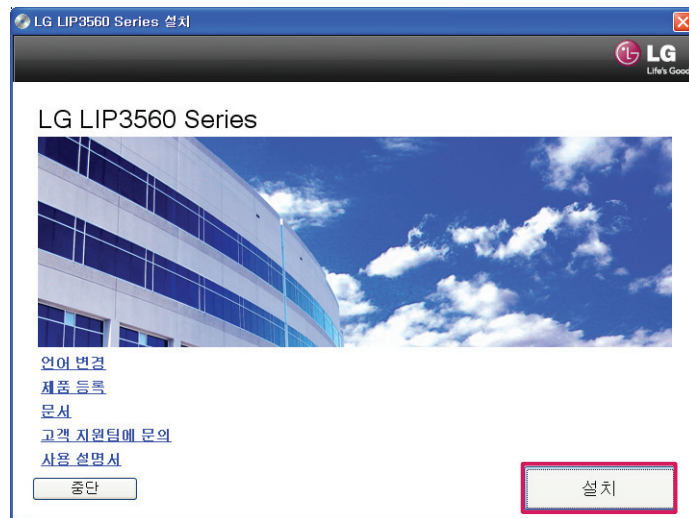 LG LIP3560 Series 설치
LG
Life's Good
LG LIP3560 Series
언어 변경
제품 등록
문서
고객 지원팀에 문의
사용 설명서
중단
설치